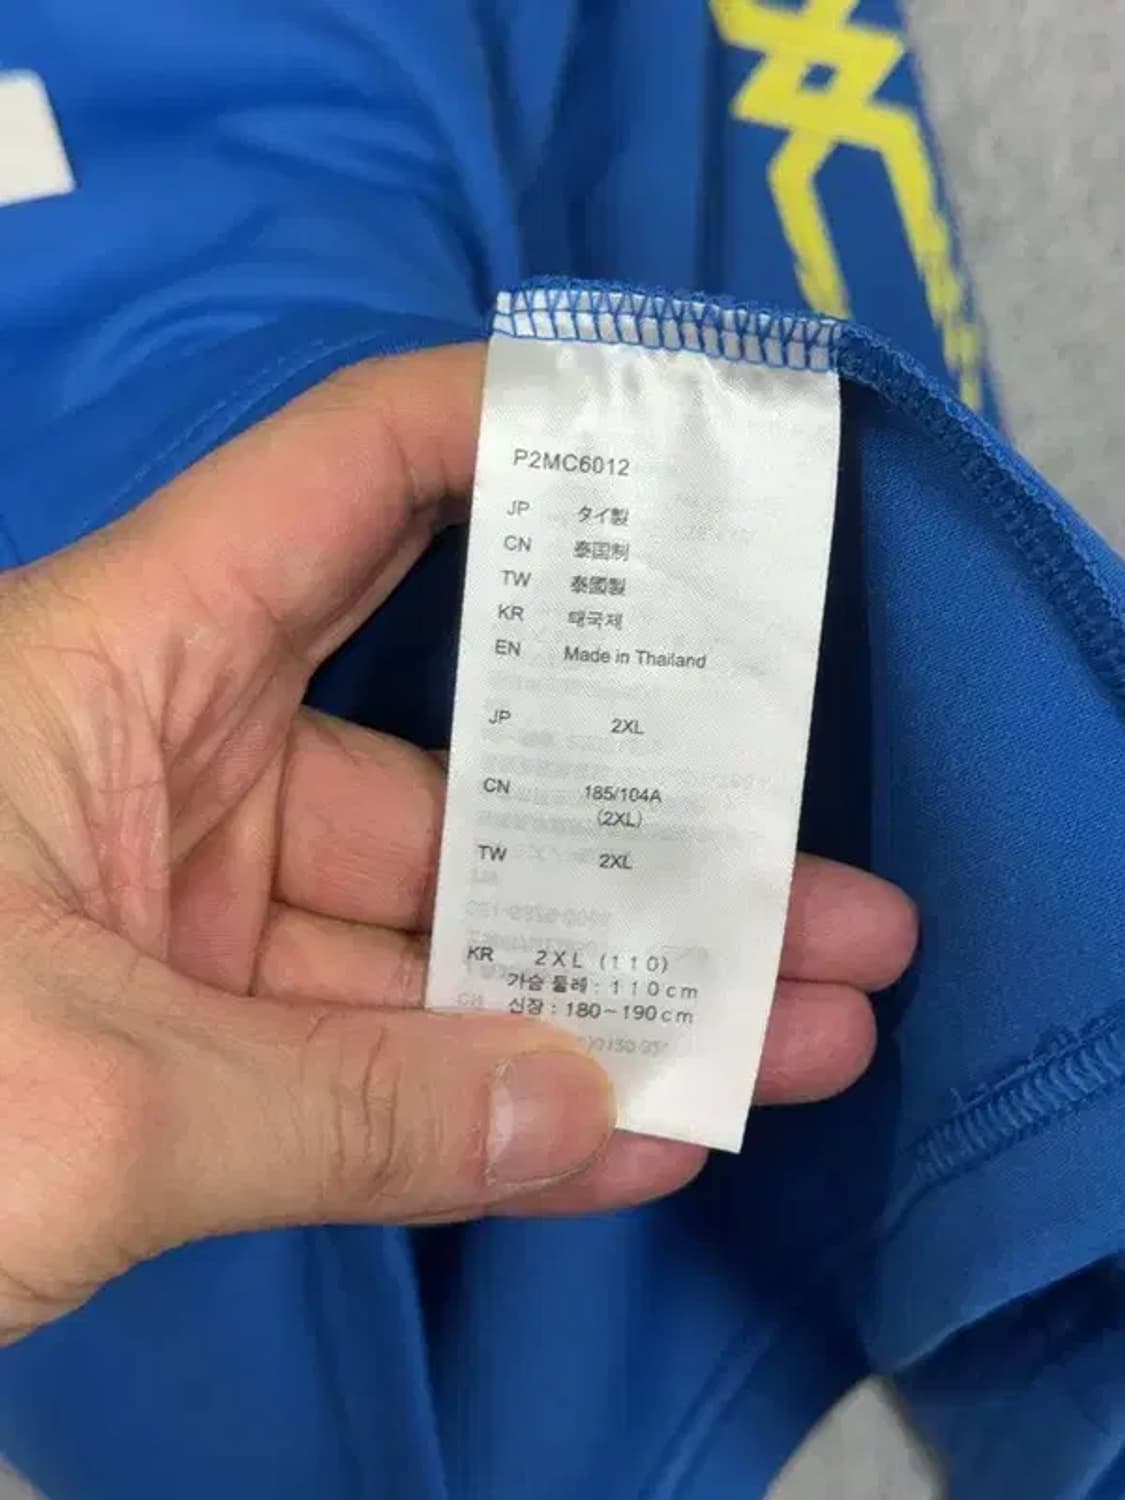 P2MC6012
JP タイ製
CN 泰国制
TW 泰國製
KR 태국제
EN Made in Thailand
JP 2XL
CN 185/104A
(2XL)
TW 2XL
KR 2XL (110)
가슴둘레 : 110cm
신장 : 180~190cm